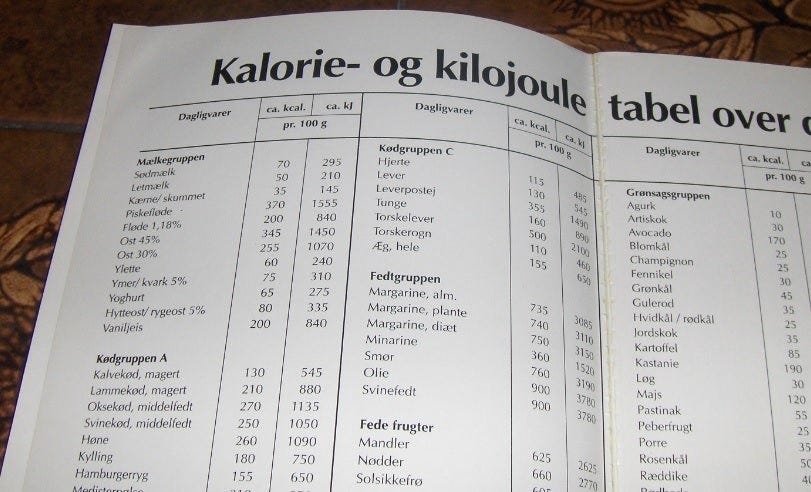 Kalorie- og kilojoule tabel over
Dagligvarer ca. kcal. ca. kJ
pr. 100 g
Mælkegruppen
Sødmælk 70 295
Letmælk 50 210
Kærne/ skummet 35 145
Piskefløde 370 1555
Fløde 1,18% 200 840
Ost 45% 345 1450
Ost 30% 255 1070
Ylette 60 240
Ymer/ kvark 5% 75 310
Yoghurt 65 275
Hytteost/ rygeost 5% 80 335
Vaniljeis 200 840
Kødgruppen A
Kalvekød, magert 130 545
Lammekød, magert 210 880
Oksekød, middelfedt 270 1135
Svinekød, middelfedt 250 1050
Høne 260 1090
Kylling 180 750
Hamburgerryg 155 650
Dagligvarer ca. kcal. ca. kJ
pr. 100 g
Kødgruppen C
Hjerte 115 485
Lever 130 545
Leverpostej 355 1490
Tunge 160 890
Torskelever 500 2100
Torskerogn 110 460
Æg, hele 155 650
Fedtgruppen
Margarine, alm. 735 3085
Margarine, plante 740 3110
Margarine, diæt 750 3150
Minarine 360 1520
Smør 760 3190
Olie 900 3780
Svinefedt 900 3780
Fede frugter
Mandler 625 2625
Nødder 660 2770
Solsikkefrø
Dagligvarer ca. kcal. ca.
pr. 100 g
Grønsagsgruppen
Agurk 10
Artiskok 30
Avocado 170
Blomkål 25
Champignon 25
Fennikel 30
Grønkål 45
Gulerod 35
Hvidkål / rødkål 25
Jordskok 35
Kartoffel 85
Kastanie 190
Løg 30
Majs 120
Pastinak 55
Peberfrugt 25
Porre 35
Rosenkål
Ræddike